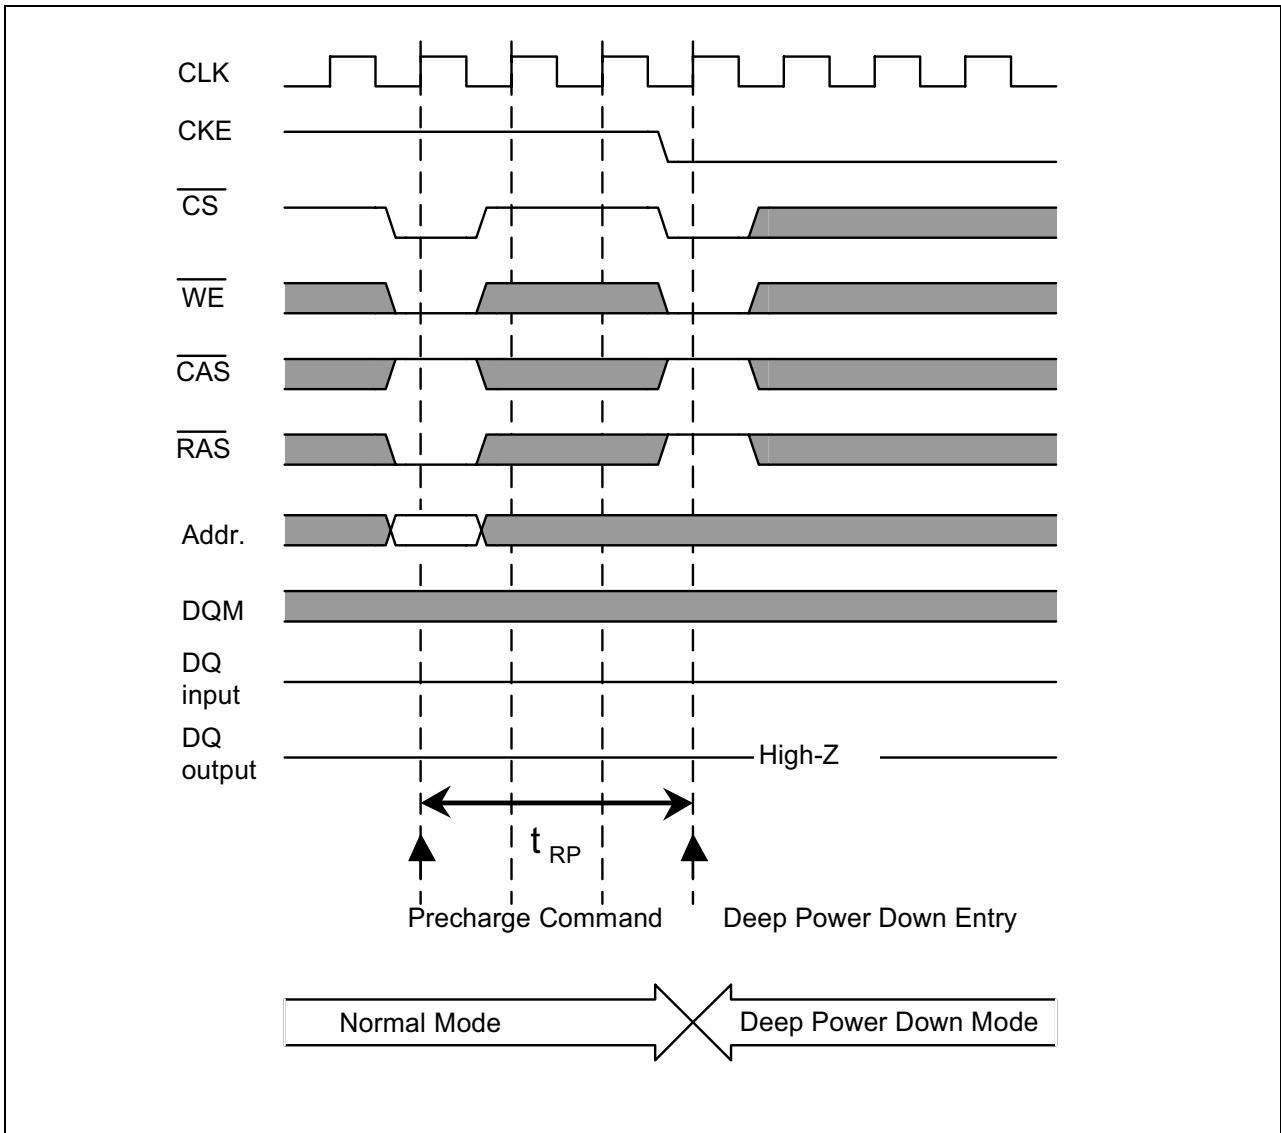 CLK
CKE
CS
WE
CAS
RAS
Addr.
DQM
DQ
input
DQ
output
High-Z
t RP
Precharge Command
Deep Power Down Entry
Normal Mode
Deep Power Down Mode